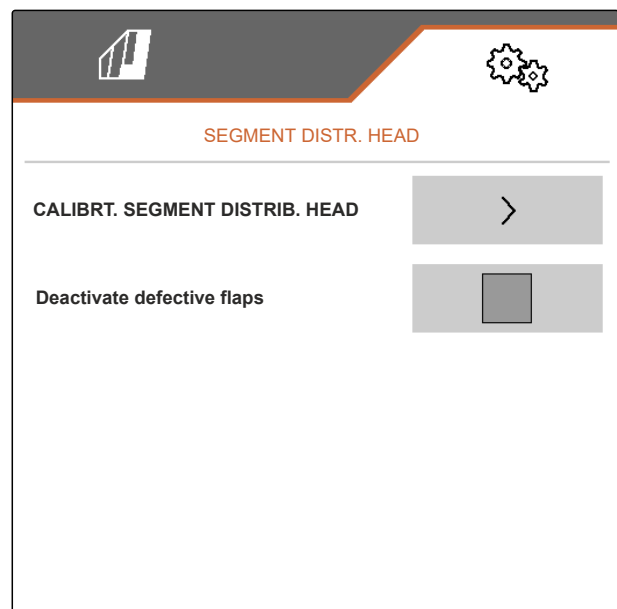 SEGMENT DISTR. HEAD
CALIBRT. SEGMENT DISTRIB. HEAD
Deactivate defective flaps